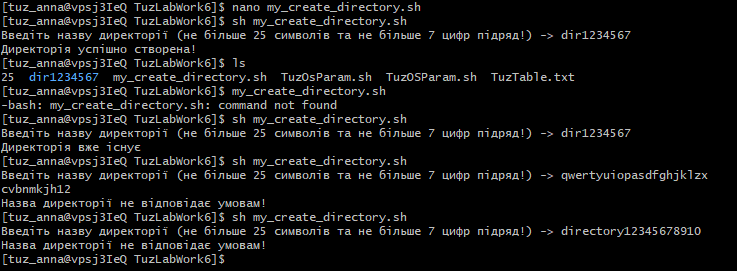 [tuz_anna@vpsj3IeQ TuzLabWork6]$ nano my_create_directory.sh
[tuz_anna@vpsj3IeQ TuzLabWork6]$ sh my_create_directory.sh
Введіть назву директорії (не більше 25 символів та не більше 7 цифр підряд!) -> dir1234567
Директорія успішно створена!
[tuz_anna@vpsj3IeQ TuzLabWork6]$ ls
25  dir1234567  my_create_directory.sh  TuzOsParam.sh  TuzOSParam.sh  TuzTable.txt
[tuz_anna@vpsj3IeQ TuzLabWork6]$ my_create_directory.sh
-bash: my_create_directory.sh: command not found
[tuz_anna@vpsj3IeQ TuzLabWork6]$ sh my_create_directory.sh
Введіть назву директорії (не більше 25 символів та не більше 7 цифр підряд!) -> dir1234567
Директорія вже існує
[tuz_anna@vpsj3IeQ TuzLabWork6]$ sh my_create_directory.sh
Введіть назву директорії (не більше 25 символів та не більше 7 цифр підряд!) -> qwertyuiopasdfghjklzx
cvbnmkjh12
Назва директорії не відповідає умовам!
[tuz_anna@vpsj3IeQ TuzLabWork6]$ sh my_create_directory.sh
Введіть назву директорії (не більше 25 символів та не більше 7 цифр підряд!) -> directory12345678910
Назва директорії не відповідає умовам!
[tuz_anna@vpsj3IeQ TuzLabWork6]$